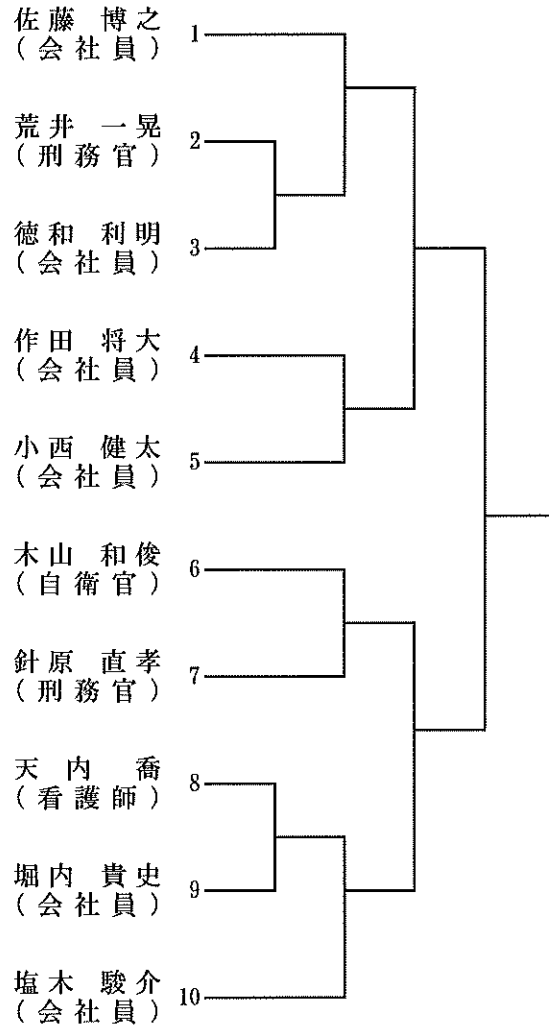 佐藤 博之 1
(会社員)
荒井 一晃 2
(刑務官)
徳和 利明 3
(会社員)
作田 将大 4
(会社員)
小西 健太 5
(会社員)
木山 和俊 6
(自衛官)
針原 直孝 7
(刑務官)
天内 喬 8
(看護師)
堀内 貴史 9
(会社員)
塩木 駿介 10
(会社員)